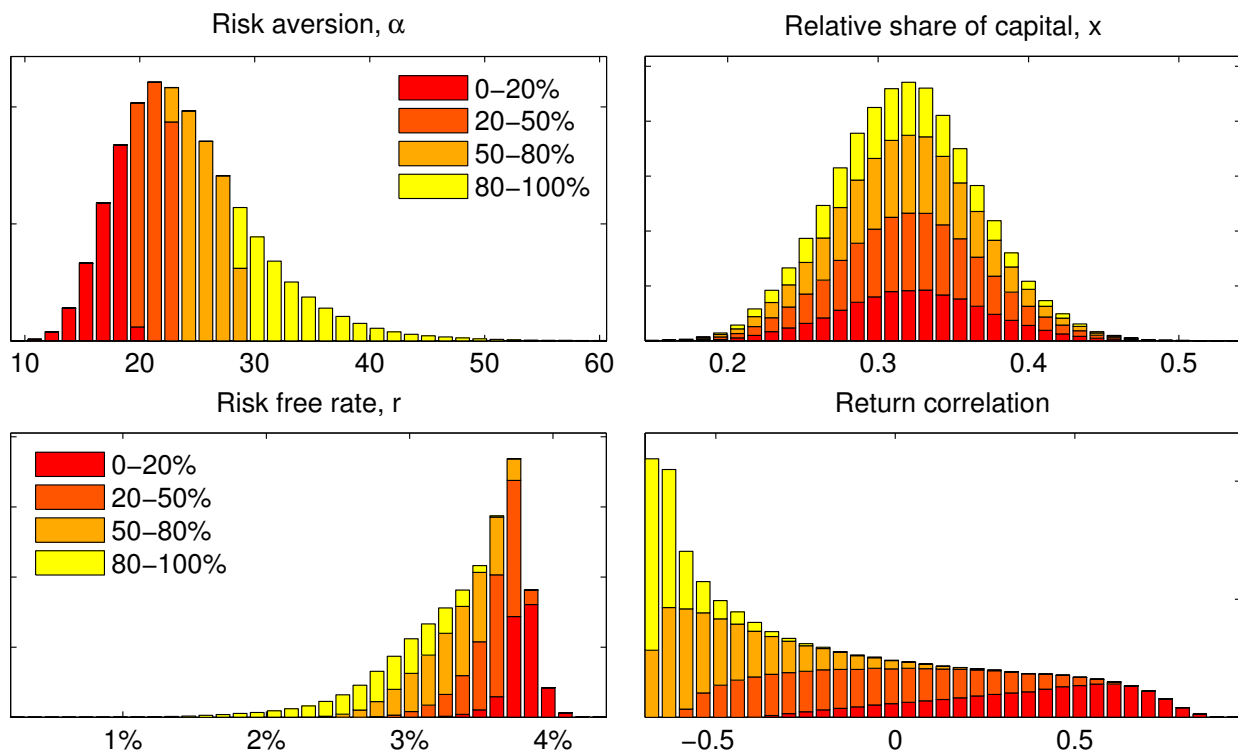 Risk aversion, α
0−20%
20−50%
50−80%
80−100%
10 20 30 40 50 60
Relative share of capital, x
0.2 0.3 0.4 0.5
Risk free rate, r
0−20%
20−50%
50−80%
80−100%
1% 2% 3% 4%
Return correlation
−0.5 0 0.5